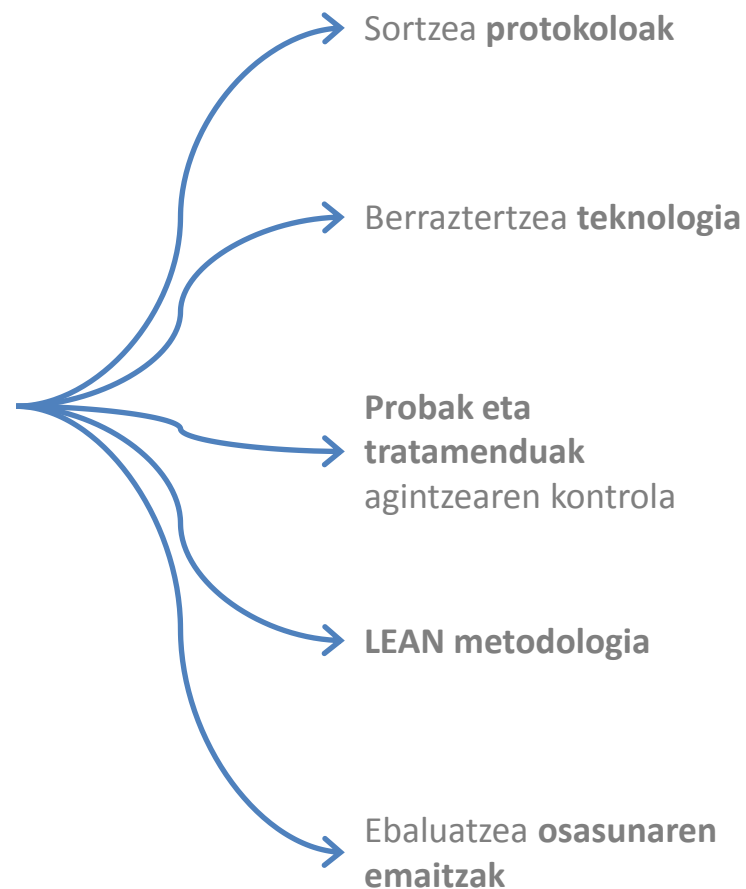 Sortzea protokoloak
Berraztertzea teknologia
Probak eta
tratamenduak
agintzearen kontrola
LEAN metodologia
Ebaluatzea osasunaren
emaitzak